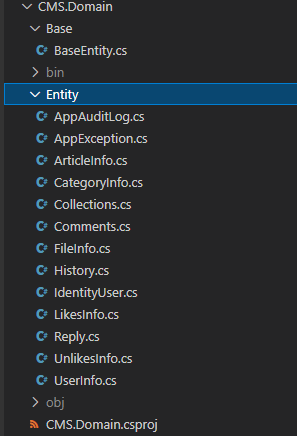 CMS.Domain
Base
BaseEntity.cs
bin
Entity
AppAuditLog.cs
AppException.cs
ArticleInfo.cs
CategoryInfo.cs
Collections.cs
Comments.cs
FileInfo.cs
History.cs
IdentityUser.cs
LikesInfo.cs
Reply.cs
UnlikesInfo.cs
UserInfo.cs
obj
CMS.Domain.csproj